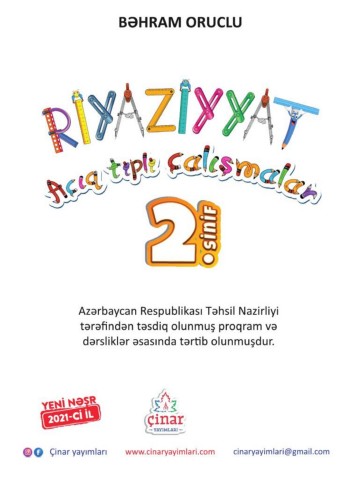 BƏHRAM ORUCLU
RİYAZİYYAT
Açıq tipli çalışmalar
2.sinif
Azərbaycan Respublikası Təhsil Nazirliyi
tərəfindən təsdiq olunmuş proqram və
dərsliklər əsasında tərtib olunmuşdur.
YENİ NƏŞR
2021-Cİ İL
çinar
YAYIMLARI
Çinar yayımları www.cinaryayimlari.com cinaryayimlari@gmail.com